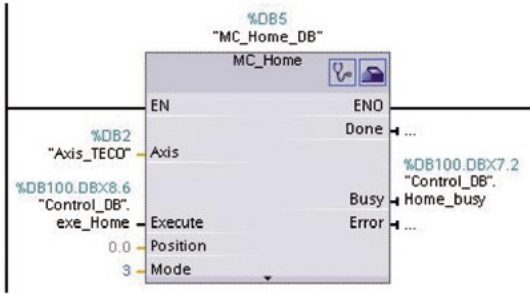 %DB5
"MC_Home_DB"
MC_Home
EN
ENO
Done
...
%DB2
"Axis_TECO"
Axis
%DB100.DBX7.2
"Control_DB".
Home_busy
Busy
%DB100.DBX8.6
"Control_DB".
exe_Home
Execute
Error
...
0.0
Position
3
Mode